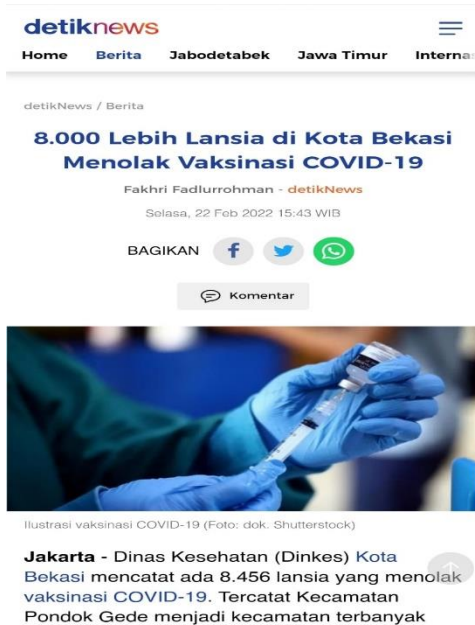 detiknews
Home Berita Jabodetabek Jawa Timur Interna
detikNews / Berita
8.000 Lebih Lansia di Kota Bekasi
Menolak Vaksinasi COVID-19
Fakhri Fadlurrohman - detikNews
Selasa, 22 Feb 2022 15:43 WIB
BAGIKAN
Komentar
Ilustrasi vaksinasi COVID-19 (Foto: dok. Shutterstock)
Jakarta - Dinas Kesehatan (Dinkes) Kota
Bekasi mencatat ada 8.456 lansia yang menolak
vaksinasi COVID-19. Tercatat Kecamatan
Pondok Gede menjadi kecamatan terbanyak